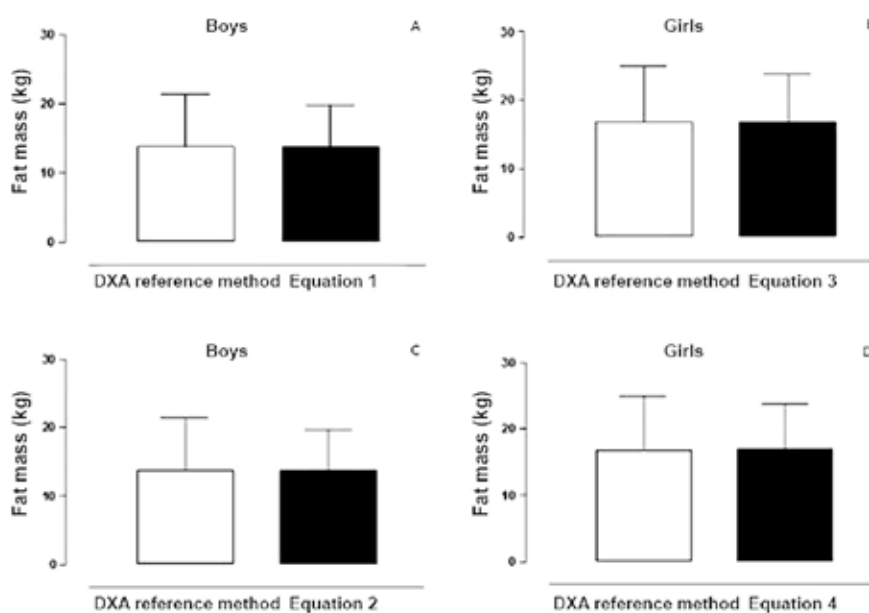 Boys
A
30
20
10
0
Fat mass (kg)
DXA reference method Equation 1
Girls
30
20
10
0
Fat mass (kg)
DXA reference method Equation 3
Boys
C
30
20
10
0
Fat mass (kg)
DXA reference method Equation 2
Girls
D
30
20
10
0
Fat mass (kg)
DXA reference method Equation 4